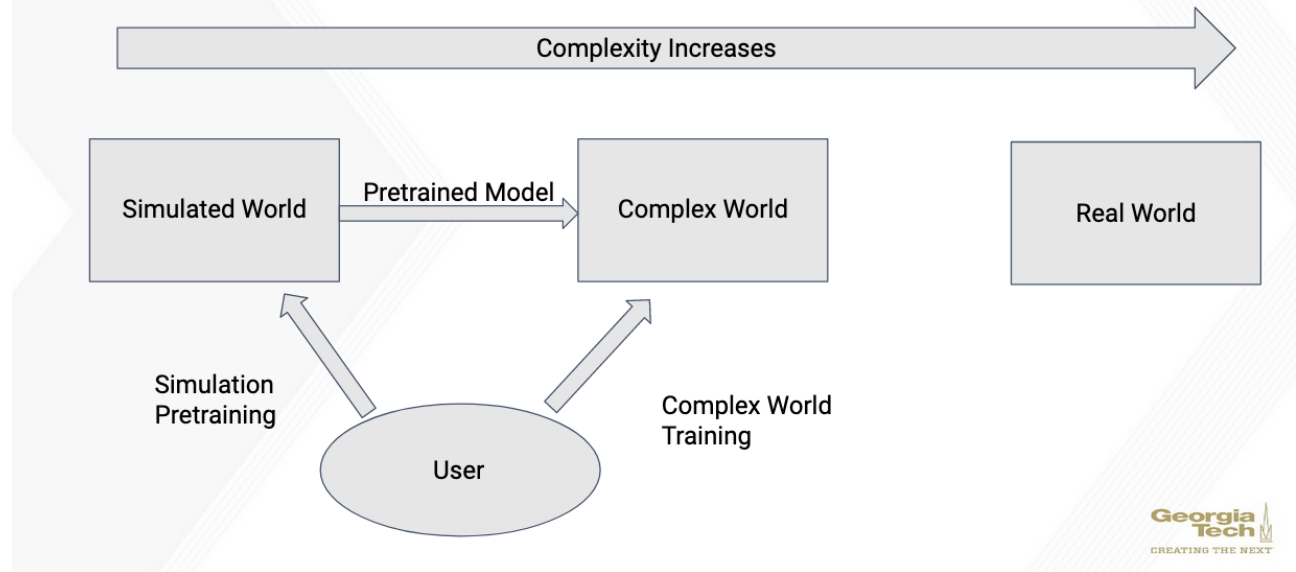 Complexity Increases
Simulated World
Pretrained Model
Complex World
Real World
Simulation
Pretraining
Complex World
Training
User
Georgia
Tech
CREATING THE NEXT